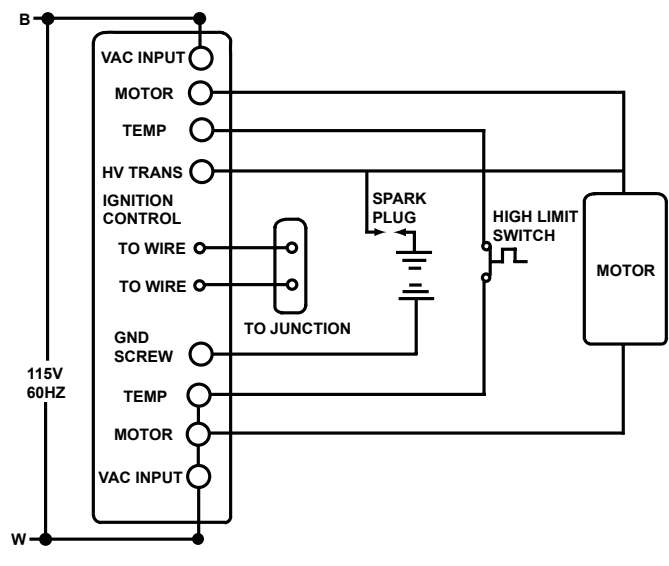 B
VAC INPUT
MOTOR
TEMP
HV TRANS
IGNITION
CONTROL
TO WIRE
TO WIRE
TO JUNCTION
GND
SCREW
TEMP
MOTOR
VAC INPUT
115V
60HZ
W
SPARK
PLUG
HIGH LIMIT
SWITCH
MOTOR